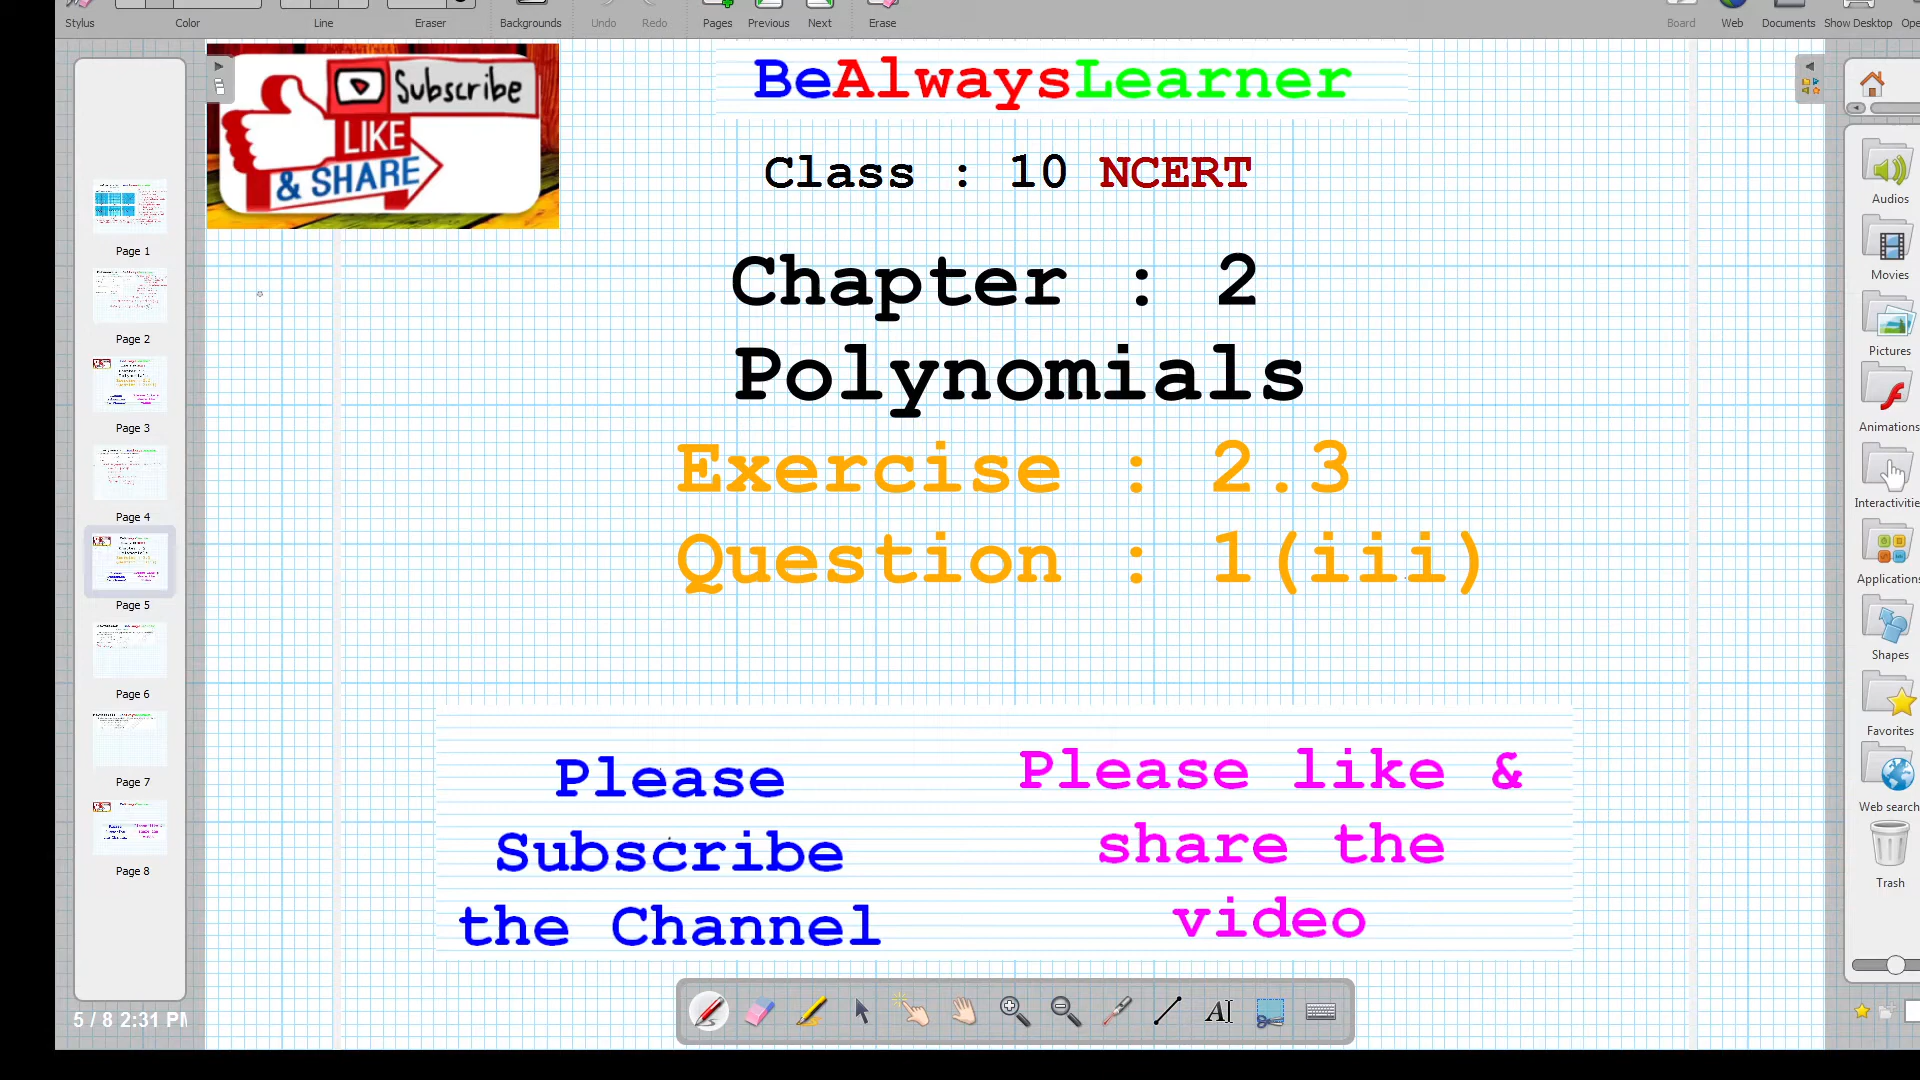 Stylus
Color
Line
Eraser
Backgrounds
Undo
Redo
Pages
Previous
Next
Erase
Board
Web
Documents
Show Desktop
Subscribe
LIKE
& SHARE
BeAlwaysLearner
Class : 10 NCERT
Chapter : 2
Polynomials
Exercise : 2.3
Question : 1(iii)
Please
Subscribe
the Channel
Please like &
share the
video
Page 1
Page 2
Page 3
Page 4
Page 5
Page 6
Page 7
Page 8
5 / 8 2:31 PM
Audios
Movies
Pictures
Animations
Interactivitie
Applications
Shapes
Favorites
Web search
Trash